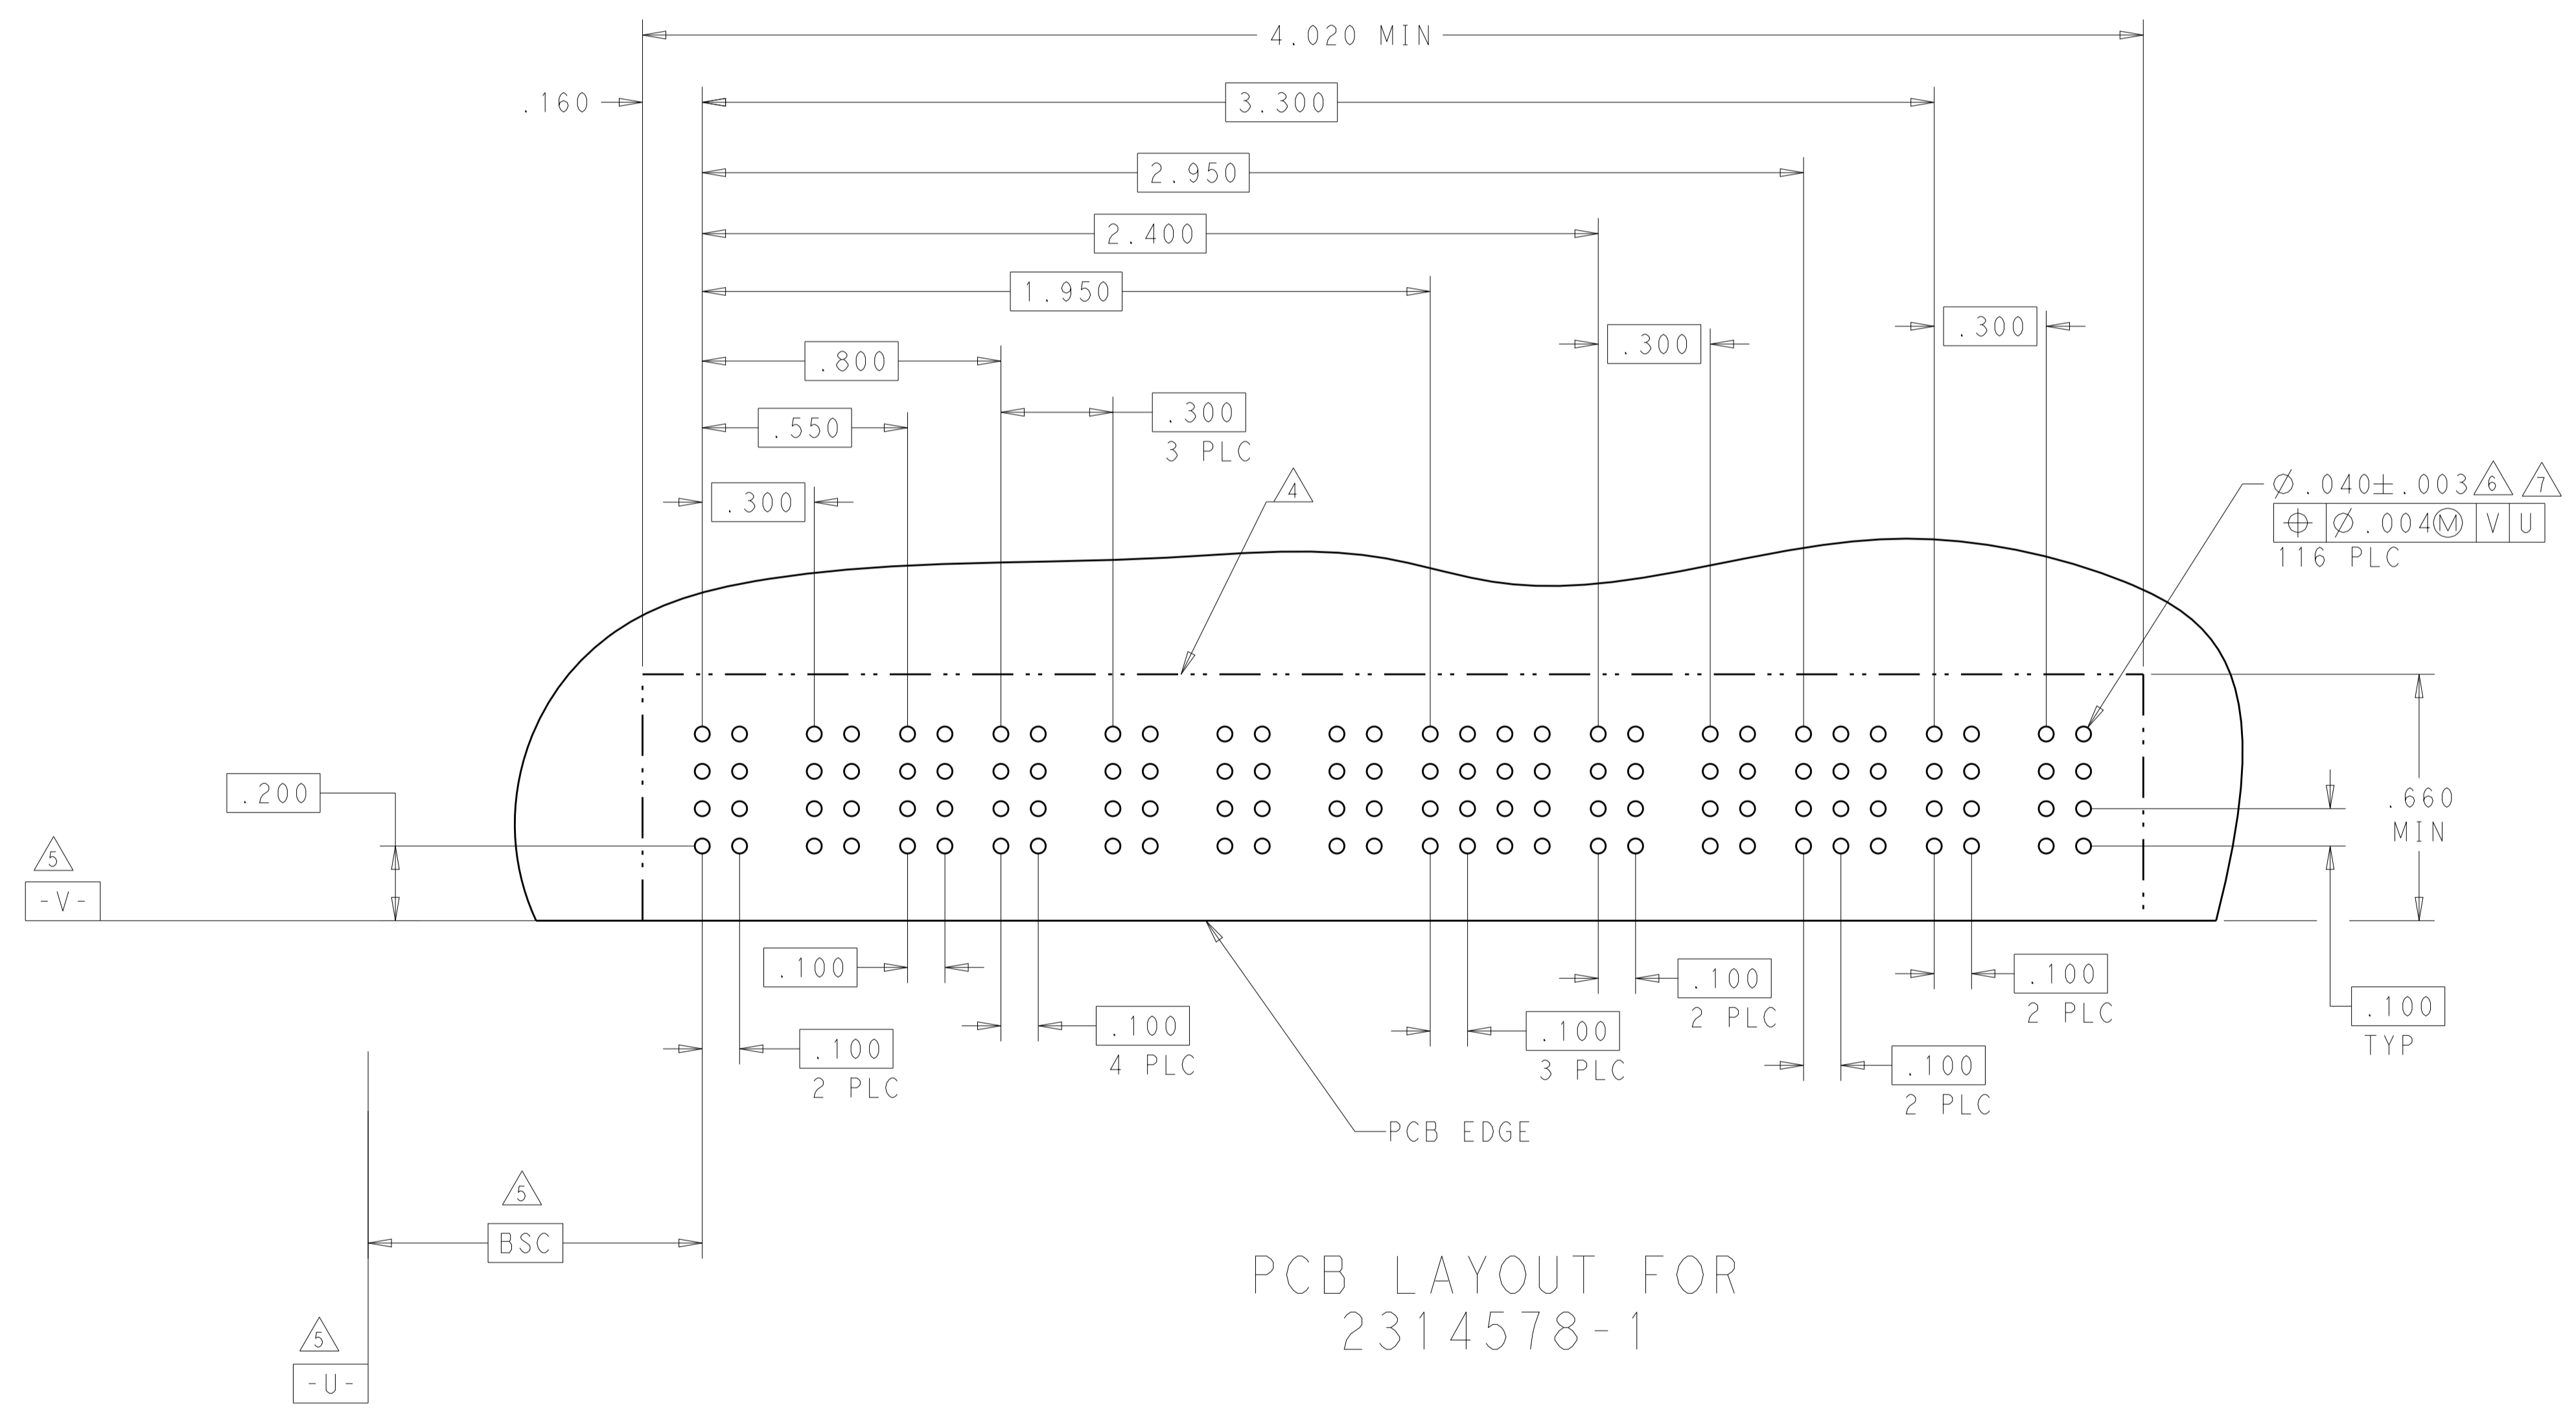 4.020 MIN
.160
3.300
2.950
2.400
1.950
.300
.300
.800
.300
3 PLC
.550
.300
4
⌀.040±.003 6 7
⌖ ⌀.004Ⓜ V U
116 PLC
.200
.660
MIN
5
-V-
.100
.100
2 PLC
.100
2 PLC
.100
TYP
.100
4 PLC
.100
3 PLC
.100
2 PLC
.100
2 PLC
PCB EDGE
5
BSC
PCB LAYOUT FOR
2314578-1
5
-U-